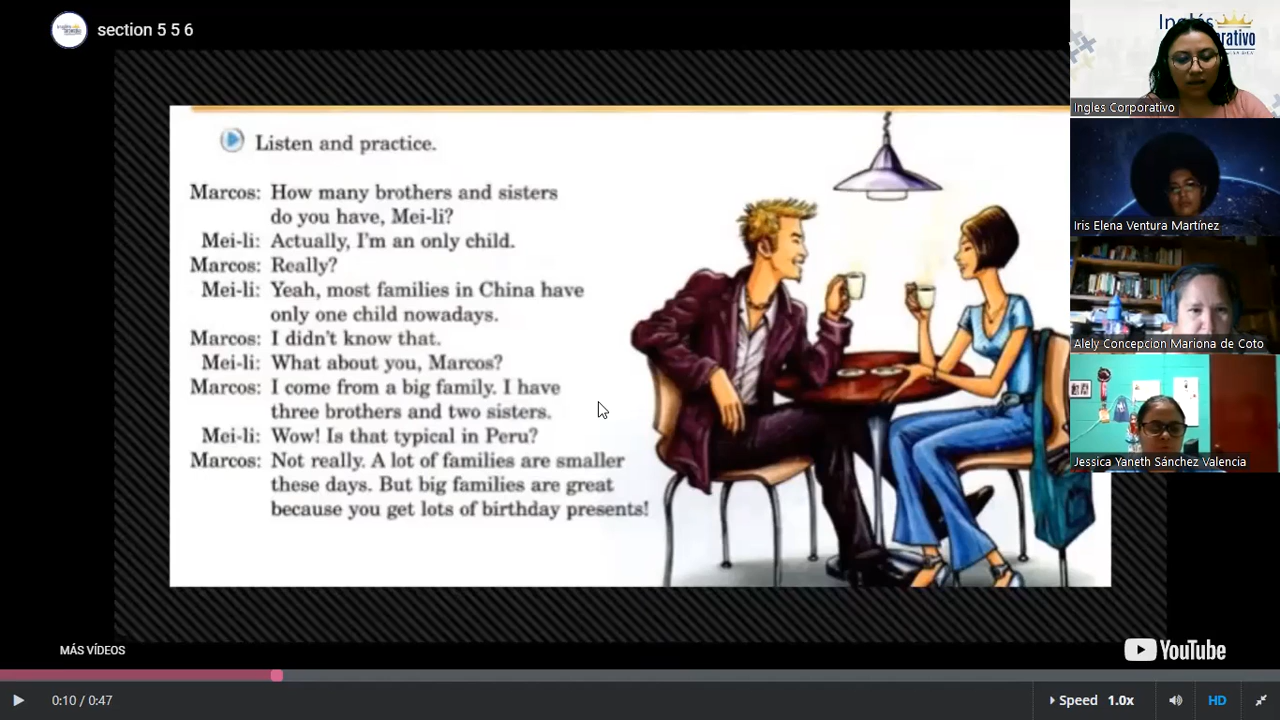 section 5 5 6
Listen and practice.
Marcos: How many brothers and sisters
do you have, Mei-li?
Mei-li: Actually, I'm an only child.
Marcos: Really?
Mei-li: Yeah, most families in China have
only one child nowadays.
Marcos: I didn't know that.
Mei-li: What about you, Marcos?
Marcos: I come from a big family. I have
three brothers and two sisters.
Mei-li: Wow! Is that typical in Peru?
Marcos: Not really. A lot of families are smaller
these days. But big families are great
because you get lots of birthday presents!
Inglés
Ingles Corporativo
Iris Elena Ventura Martínez
Alely Concepcion Mariona de Coto
Jessica Yaneth Sánchez Valencia
MÁS VÍDEOS
YouTube
0:10 / 0:47
Speed 1.0x
HD